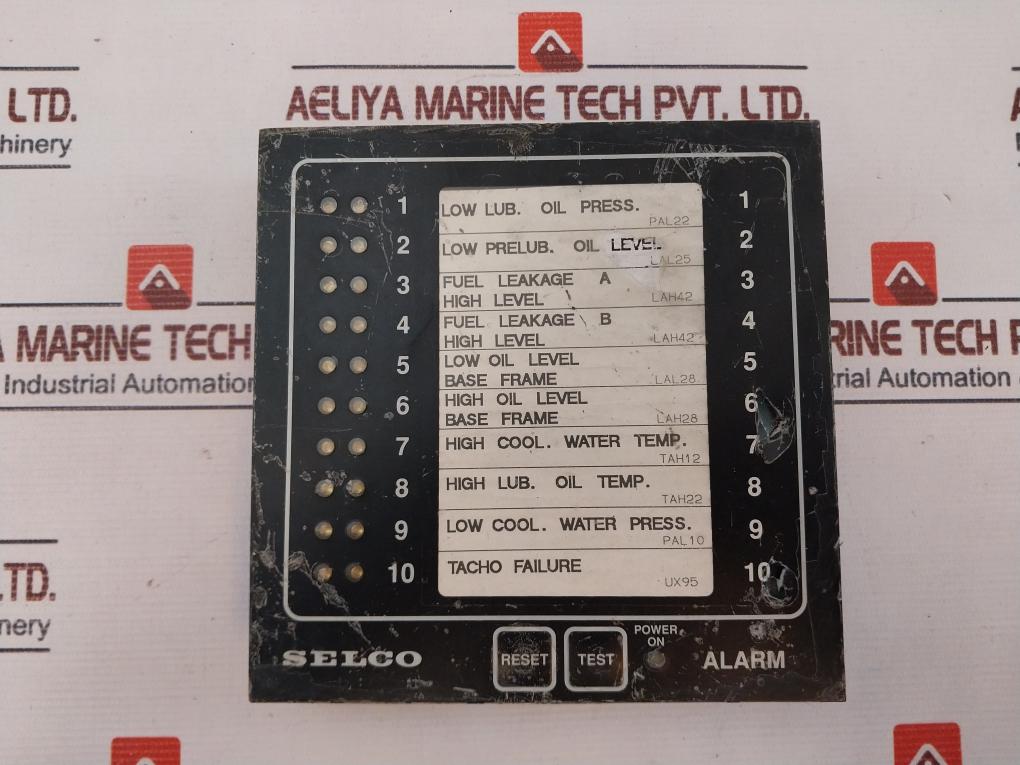 LTD.
AELIYA MARINE TECH PVT. LTD.
hinery
1 LOW LUB. OIL PRESS. 1
PAL22
2 LOW PRELUB. OIL LEVEL 2
LAL25
3 FUEL LEAKAGE A 3
HIGH LEVEL LAH42
4 FUEL LEAKAGE B 4
HIGH LEVEL LAH42
5 LOW OIL LEVEL 5
BASE FRAME LAL28
6 HIGH OIL LEVEL 6
BASE FRAME LAH28
7 HIGH COOL. WATER TEMP. 7
TAH12
8 HIGH LUB. OIL TEMP. 8
TAH22
9 LOW COOL. WATER PRESS. 9
PAL10
10 TACHO FAILURE 10
UX95
A MARINE TECH
RINE TECH P
Industrial Automation
rial Automation
LTD.
nery
POWER
ON
SELCO RESET TEST ALARM